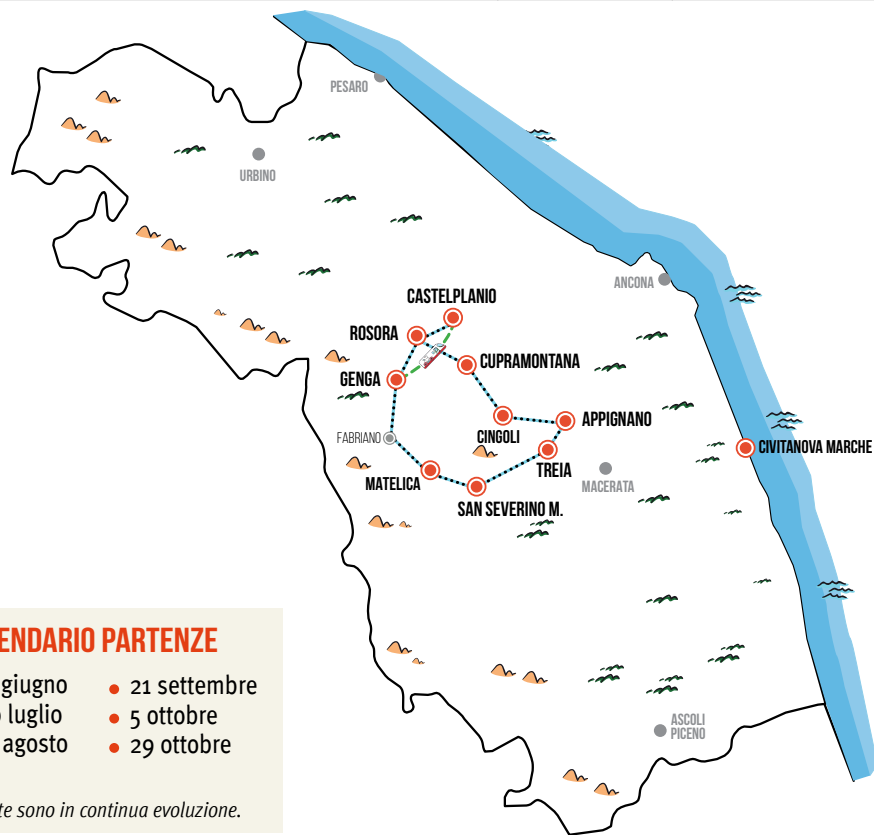 PESARO
URBINO
ANCONA
CASTELPLANIO
ROSORA
CUPRAMONTANA
GENGA
APPIGNANO
FABRIANO
CINGOLI
CIVITANOVA MARCHE
TREIA
MATELICA
MACERATA
SAN SEVERINO M.
ENDARIO PARTENZE
giugno • 21 settembre
luglio • 5 ottobre
agosto • 29 ottobre
ASCOLI
PICENO
te sono in continua evoluzione.